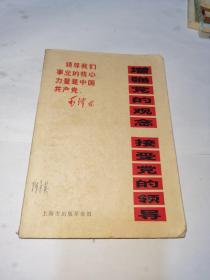 领导我们
事业的核心
力量是中国
共产党。
毛泽东
增强党的观念 接受党的领导
上海市出版革命组